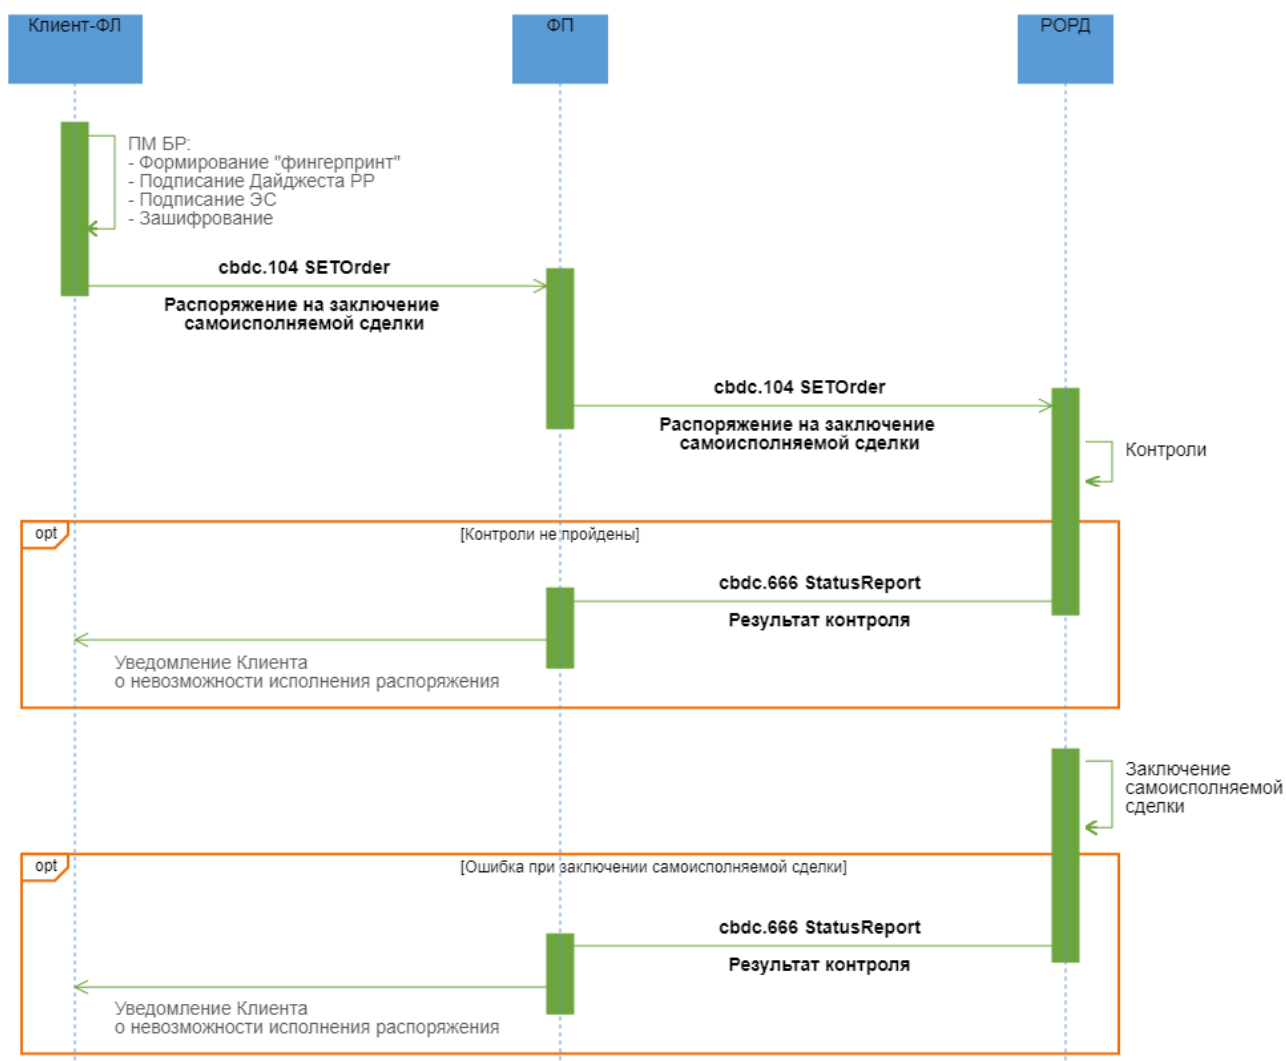 Клиент-ФЛ
ФП
РОРД
ПМ БР:
- Формирование "фингерпринт"
- Подписание Дайджеста РР
- Подписание ЭС
- Зашифрование
cbdc.104 SETOrder
Распоряжение на заключение
самоисполняемой сделки
cbdc.104 SETOrder
Распоряжение на заключение
самоисполняемой сделки
Контроли
opt
[Контроли не пройдены]
cbdc.666 StatusReport
Результат контроля
Уведомление Клиента
о невозможности исполнения распоряжения
Заключение
самоисполняемой
сделки
opt
[Ошибка при заключении самоисполняемой сделки]
cbdc.666 StatusReport
Результат контроля
Уведомление Клиента
о невозможности исполнения распоряжения